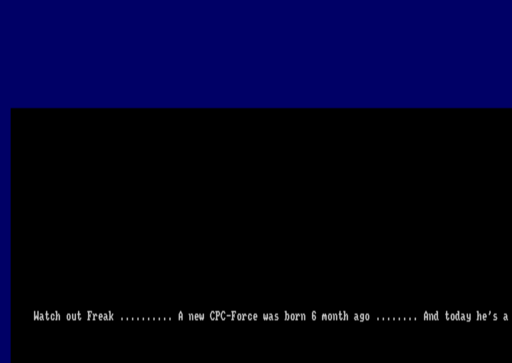 Watch out Freak .......... A new CPC-Force was born 6 month ago ........ And today he's a